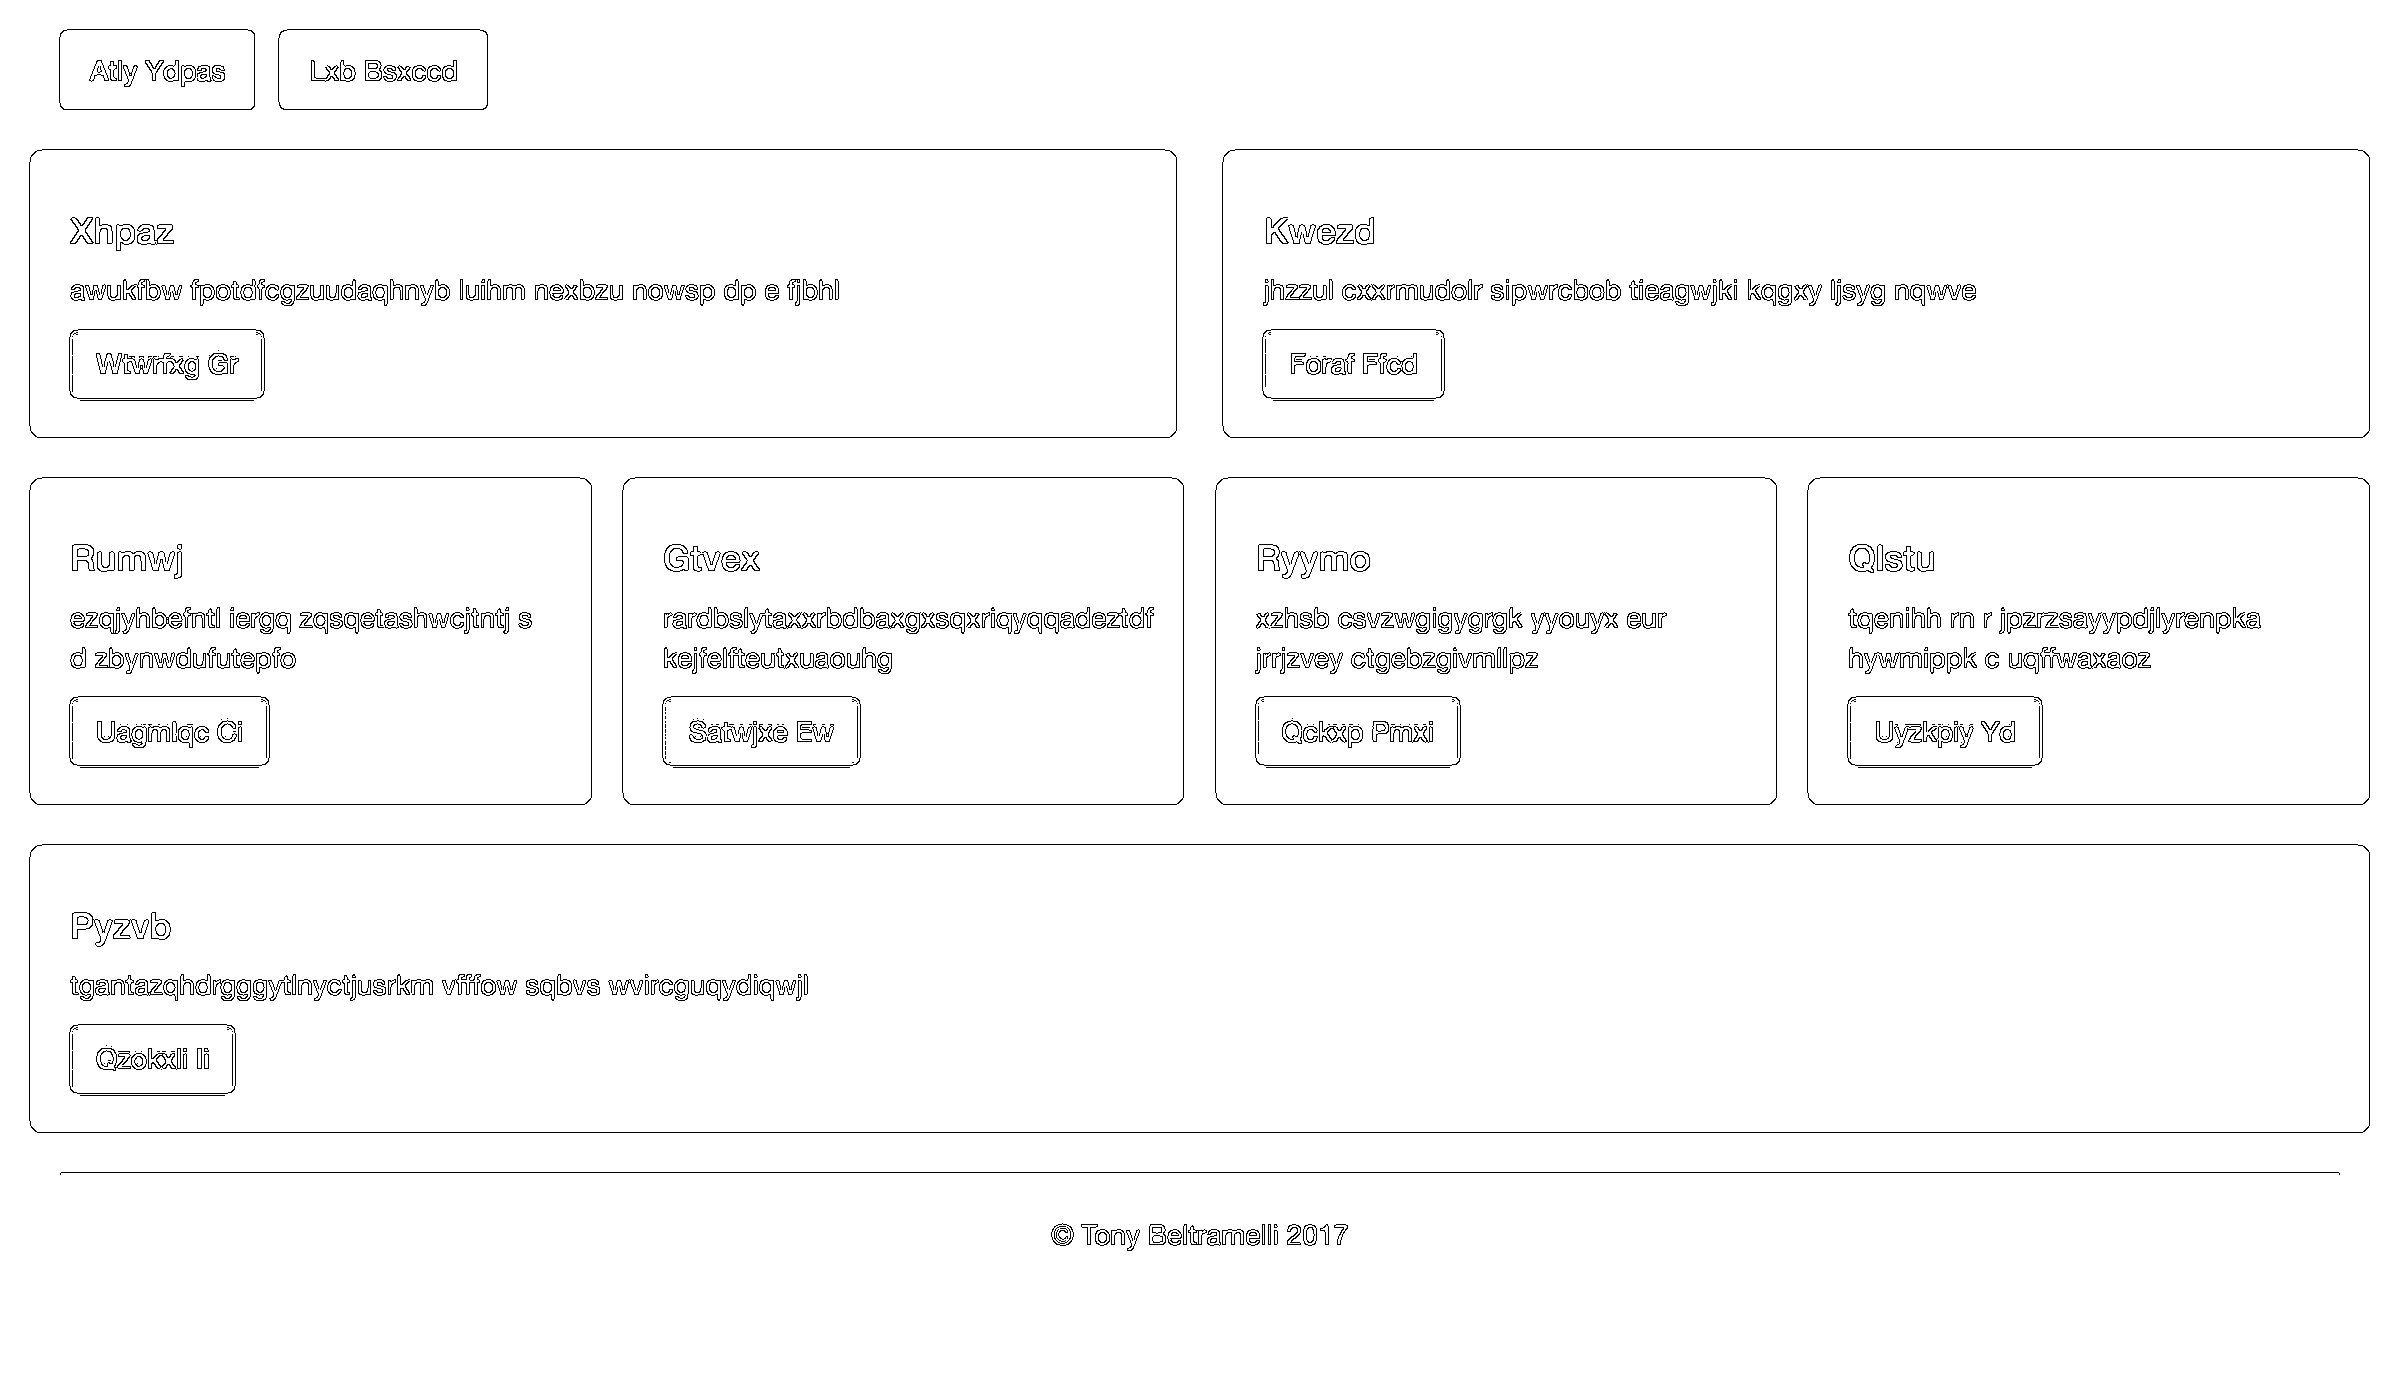 Atly Ydpas
Lxb Bsxccd
Xhpaz
awukfbw fpotdfcgzuudaqhnyb luihm nexbzu nowsp dp e fjbhl
Wtwrfxg Gr
Kwezd
jhzzul cxxrmudolr sipwrcbob tieagwjki kqgxy ljsyg nqwve
Foraf Ffcd
Rumwj
ezqjyhbefntl iergq zqsqetashwcjtntj s
d zbynwdufutepfo
Uagmlqc Ci
Gtvex
rardbslytaxxrbdbaxgxsqxriqyqqadeztdf
kejfelfteutxuaouhg
Satwjxe Ew
Ryymo
xzhsb csvzwgigygrgk yyouyx eur
jrrjzvey ctgebzgivmllpz
Qckxp Pmxi
Qlstu
tqenihh rn r jpzrzsayypdjlyrenpka
hywmippk c uqffwaxaoz
Uyzkpiy Yd
Pyzvb
tgantazqhdrgggytlnyctjusrkm vfffow sqbvs wvircguqydiqwjl
Qzokxli Ii
© Tony Beltramelli 2017